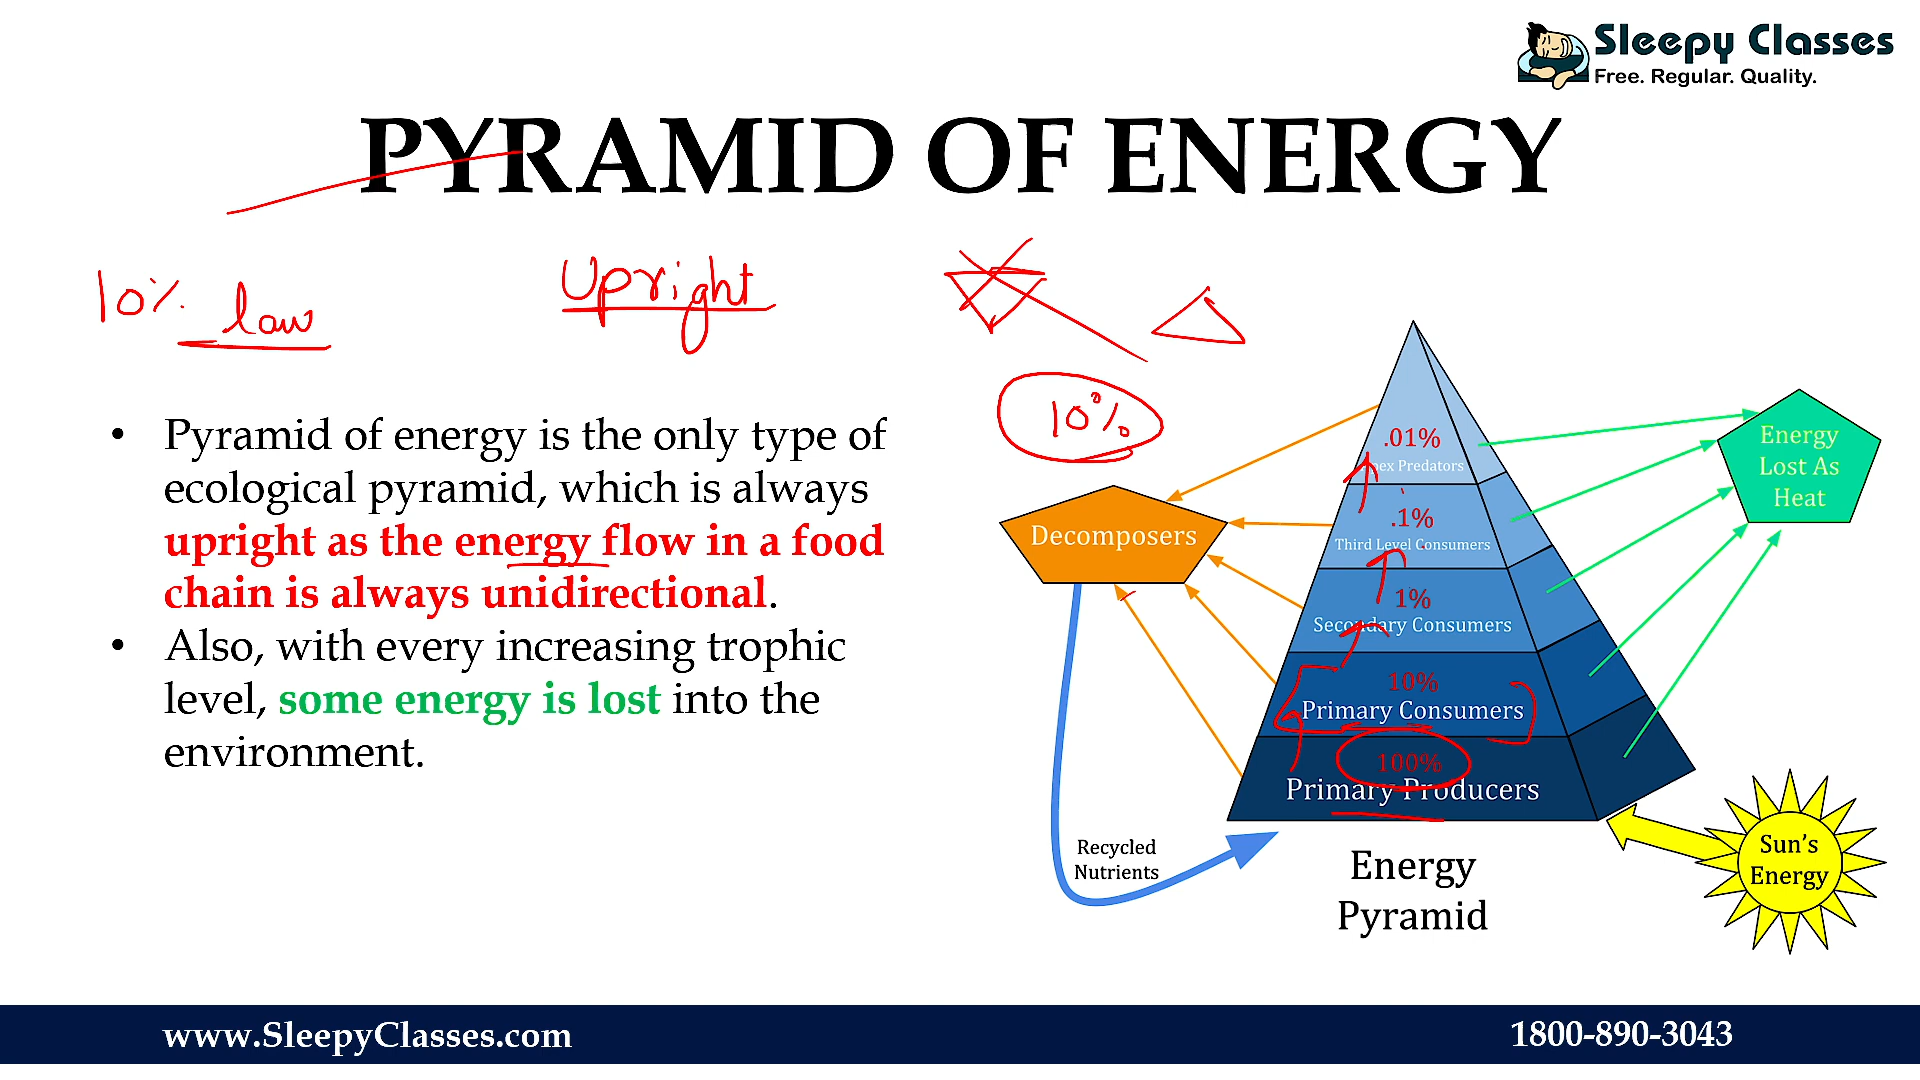 Sleepy Classes
Free. Regular. Quality.
PYRAMID OF ENERGY
10% law
Upright
10%
• Pyramid of energy is the only type of
ecological pyramid, which is always
upright as the energy flow in a food
chain is always unidirectional.
• Also, with every increasing trophic
level, some energy is lost into the
environment.
.01%
Apex Predators
.1%
Third Level Consumers
1%
Secondary Consumers
10%
Primary Consumers
100%
Primary Producers
Decomposers
Energy
Lost As
Heat
Recycled
Nutrients
Energy
Pyramid
Sun's
Energy
www.SleepyClasses.com
1800-890-3043